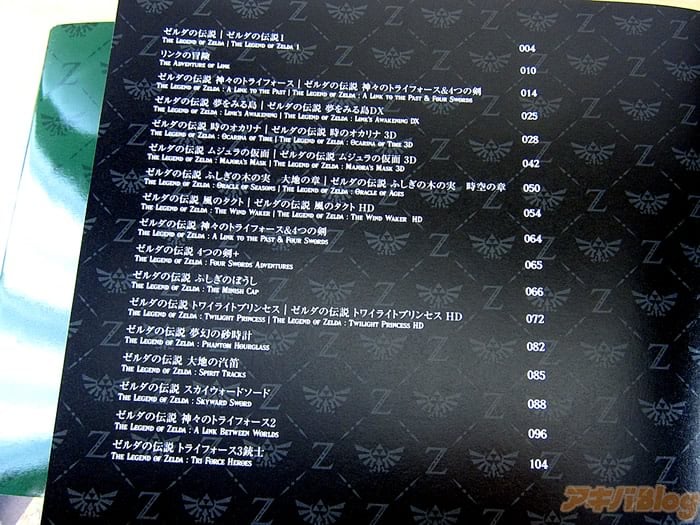 ゼルダの伝説 | ゼルダの伝説1
The Legend of Zelda | The Legend of Zelda 1
004
リンクの冒険
The Adventure of Link
010
ゼルダの伝説 神々のトライフォース | ゼルダの伝説 神々のトライフォース&4つの剣
The Legend of Zelda : A Link to the Past | The Legend of Zelda : A Link to the Past & Four Swords
014
ゼルダの伝説 夢をみる島 | ゼルダの伝説 夢をみる島DX
The Legend of Zelda : Link's Awakening | The Legend of Zelda : Link's Awakening DX
025
ゼルダの伝説 時のオカリナ | ゼルダの伝説 時のオカリナ 3D
The Legend of Zelda : Ocarina of Time | The Legend of Zelda : Ocarina of Time 3D
028
ゼルダの伝説 ムジュラの仮面 | ゼルダの伝説 ムジュラの仮面 3D
The Legend of Zelda : Majora's Mask | The Legend of Zelda : Majora's Mask 3D
042
ゼルダの伝説 ふしぎの木の実 大地の章 | ゼルダの伝説 ふしぎの木の実 時空の章
The Legend of Zelda : Oracle of Seasons | The Legend of Zelda : Oracle of Ages
050
ゼルダの伝説 風のタクト | ゼルダの伝説 風のタクト HD
The Legend of Zelda : The Wind Waker | The Legend of Zelda : The Wind Waker HD
054
ゼルダの伝説 神々のトライフォース&4つの剣
The Legend of Zelda : A Link to the Past & Four Swords
064
ゼルダの伝説 4つの剣+
The Legend of Zelda : Four Swords Adventures
065
ゼルダの伝説 ふしぎのぼうし
The Legend of Zelda : The Minish Cap
066
ゼルダの伝説 トワイライトプリンセス | ゼルダの伝説 トワイライトプリンセス HD
The Legend of Zelda : Twilight Princess | The Legend of Zelda : Twilight Princess HD
072
ゼルダの伝説 夢幻の砂時計
The Legend of Zelda : Phantom Hourglass
082
ゼルダの伝説 大地の汽笛
The Legend of Zelda : Spirit Tracks
085
ゼルダの伝説 スカイウォードソード
The Legend of Zelda : Skyward Sword
088
ゼルダの伝説 神々のトライフォース2
The Legend of Zelda : A Link Between Worlds
096
ゼルダの伝説 トライフォース3銃士
The Legend of Zelda : Tri Force Heroes
104
アキバBlog